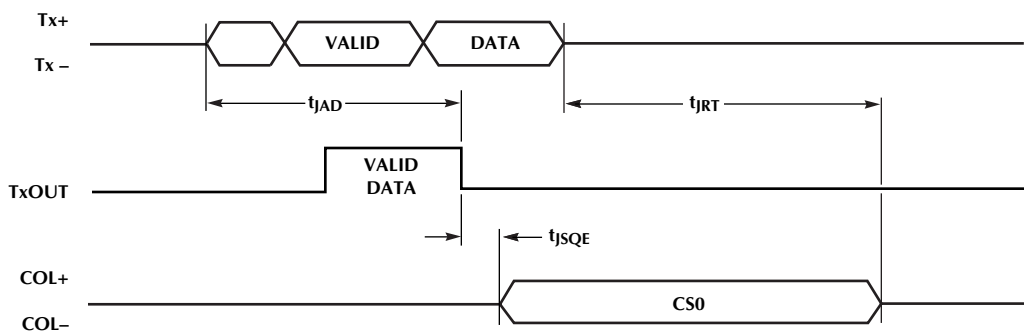 Tx+
VALID DATA
Tx –
tJAD
tJRT
VALID
DATA
TxOUT
tJSQE
COL+
CS0
COL–